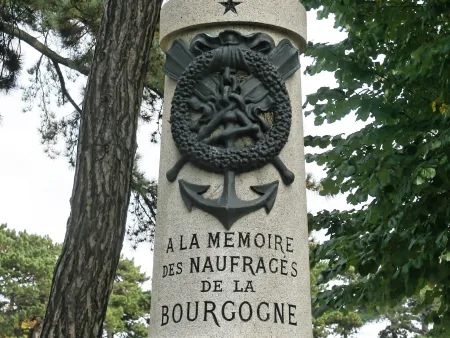 A LA MEMOIRE
DES NAUFRAGÉS
DE LA
BOURGOGNE